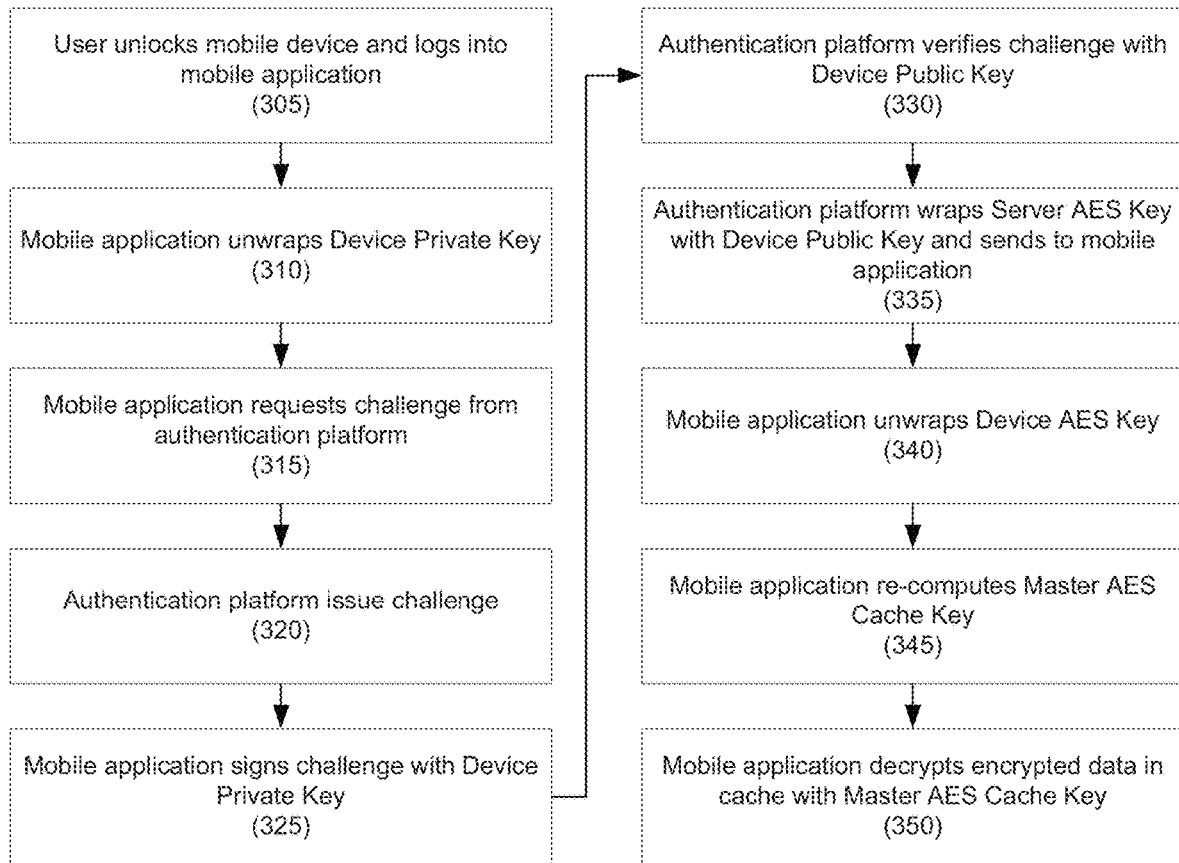 User unlocks mobile device and logs into
mobile application
(305)
Mobile application unwraps Device Private Key
(310)
Mobile application requests challenge from
authentication platform
(315)
Authentication platform issue challenge
(320)
Mobile application signs challenge with Device
Private Key
(325)
Authentication platform verifies challenge with
Device Public Key
(330)
Authentication platform wraps Server AES Key
with Device Public Key and sends to mobile
application
(335)
Mobile application unwraps Device AES Key
(340)
Mobile application re-computes Master AES
Cache Key
(345)
Mobile application decrypts encrypted data in
cache with Master AES Cache Key
(350)